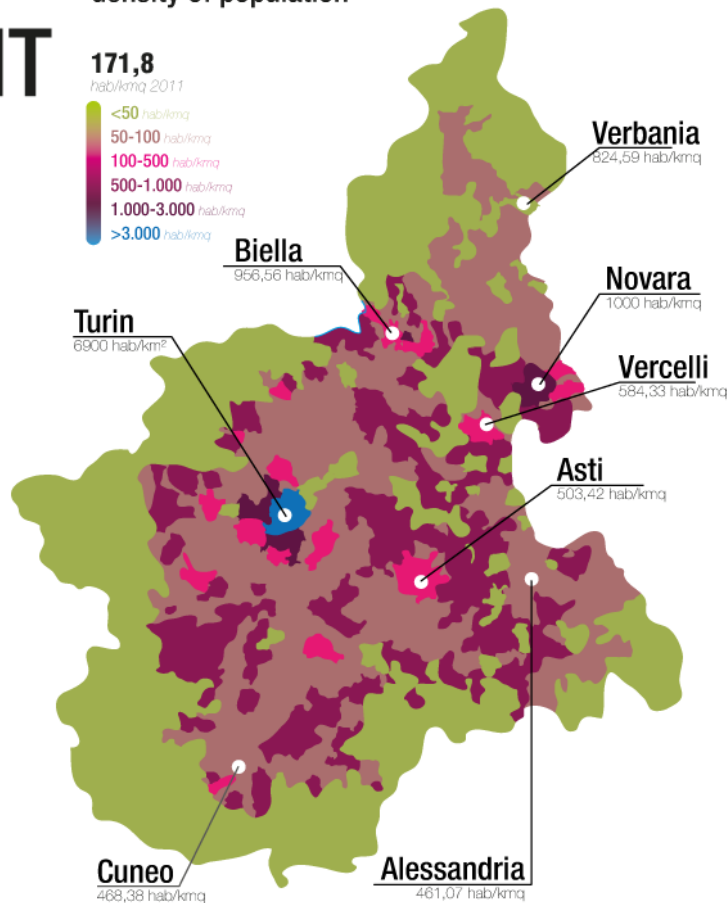 density of population
IT
171,8
hab/kmq 2011
<50 hab/kmq
50-100 hab/kmq
100-500 hab/kmq
500-1.000 hab/kmq
1.000-3.000 hab/kmq
>3.000 hab/kmq
Verbania
824,59 hab/kmq
Biella
956,56 hab/kmq
Novara
1000 hab/kmq
Turin
6900 hab/km²
Vercelli
584,33 hab/kmq
Asti
503,42 hab/kmq
Cuneo
468,38 hab/kmq
Alessandria
461,07 hab/kmq